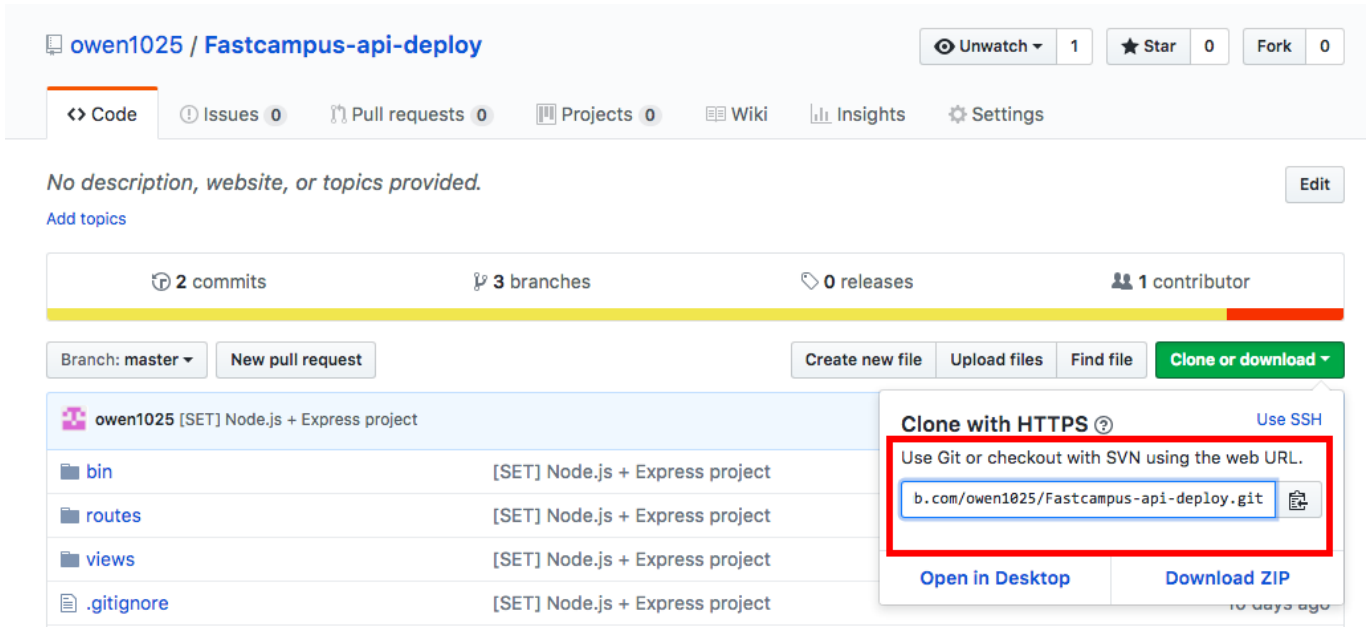 owen1025 / Fastcampus-api-deploy
Unwatch 1 Star 0 Fork 0
Code Issues 0 Pull requests 0 Projects 0 Wiki Insights Settings
No description, website, or topics provided.
Edit
Add topics
2 commits 3 branches 0 releases 1 contributor
Branch: master New pull request Create new file Upload files Find file Clone or download
owen1025 [SET] Node.js + Express project
Clone with HTTPS ? Use SSH
Use Git or checkout with SVN using the web URL.
b.com/owen1025/Fastcampus-api-deploy.git
Open in Desktop Download ZIP
bin [SET] Node.js + Express project
routes [SET] Node.js + Express project
views [SET] Node.js + Express project
.gitignore [SET] Node.js + Express project
days ago